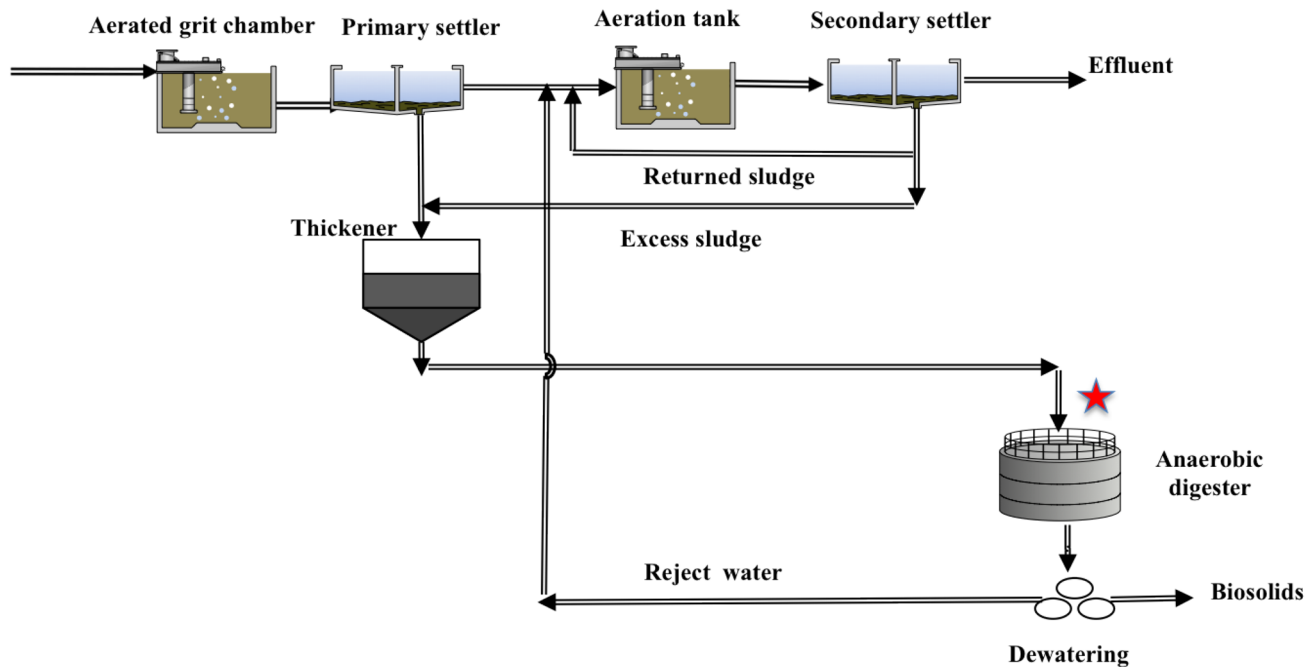 Aerated grit chamber
Primary settler
Aeration tank
Secondary settler
Effluent
Returned sludge
Thickener
Excess sludge
Anaerobic
digester
Reject water
Biosolids
Dewatering